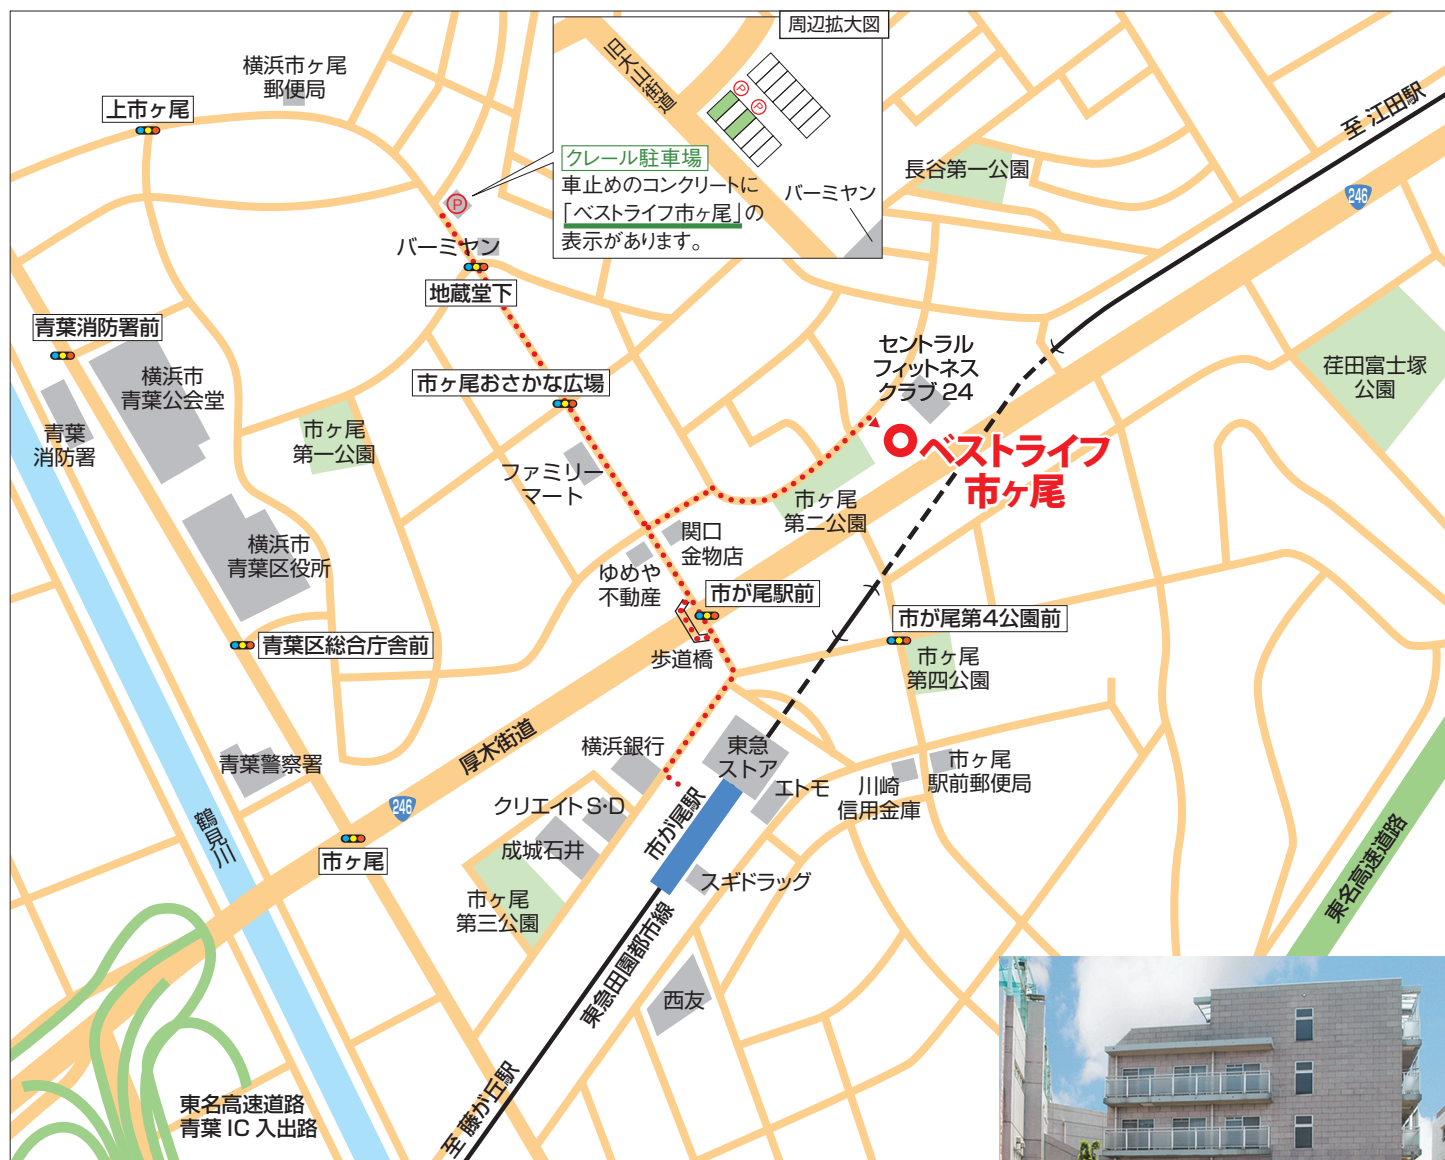 周辺拡大図
旧大山街道
P
P
クレール駐車場
車止めのコンクリートに
「ベストライフ市ヶ尾」の
表示があります。
バーミヤン
横浜市ヶ尾
郵便局
上市ヶ尾
P
バーミヤン
地蔵堂下
至 江田駅
246
長谷第一公園
青葉消防署前
横浜市
青葉公会堂
青葉
消防署
市ヶ尾おさかな広場
市ヶ尾
第一公園
ファミリー
マート
セントラル
フィットネス
クラブ24
荏田富士塚
公園
ベストライフ
市ヶ尾
市ヶ尾
第二公園
横浜市
青葉区役所
関口
金物店
ゆめや
不動産
市が尾駅前
歩道橋
市が尾第4公園前
市ヶ尾
第四公園
青葉区総合庁舎前
青葉警察署
厚木街道
246
横浜銀行
東急
ストア
エトモ
川崎
信用金庫
市ヶ尾
駅前郵便局
クリエイトS・D
成城石井
市が尾駅
スギドラッグ
市ヶ尾
鶴見川
市ヶ尾
第三公園
東名高速道路
東急田園都市線
西友
至 藤が丘駅
東名高速道路
青葉 IC 入出路